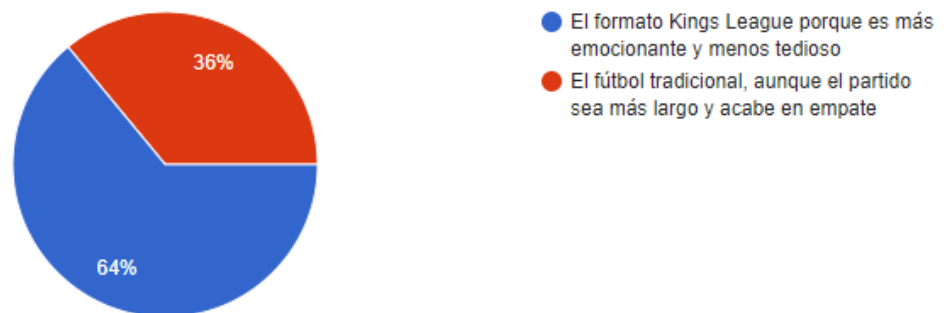 El formato Kings League porque es más
emocionante y menos tedioso
El fútbol tradicional, aunque el partido
sea más largo y acabe en empate
36%
64%